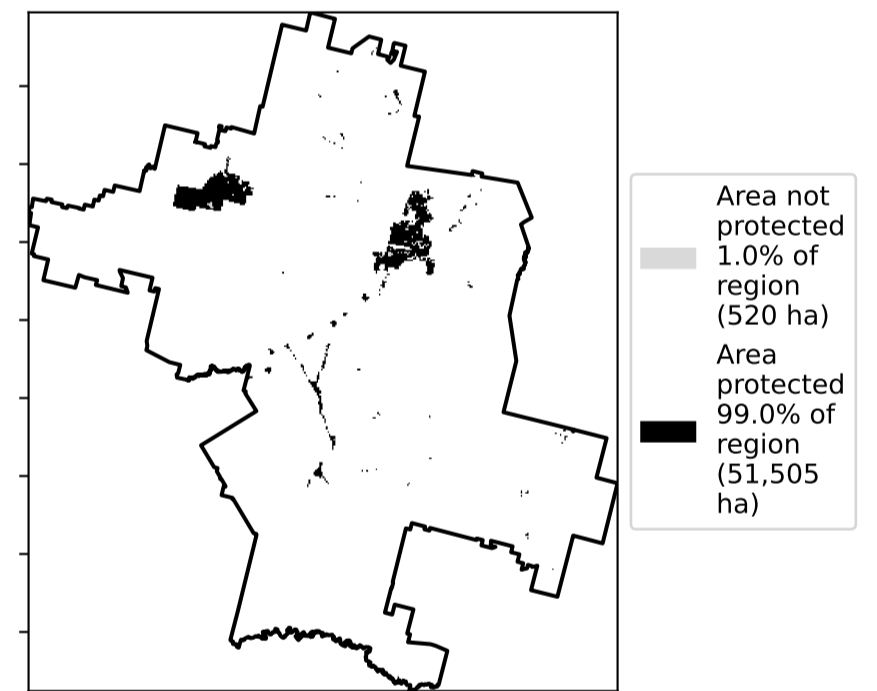 Area not
protected
1.0% of
region
(520 ha)
Area
protected
99.0% of
region
(51,505
ha)